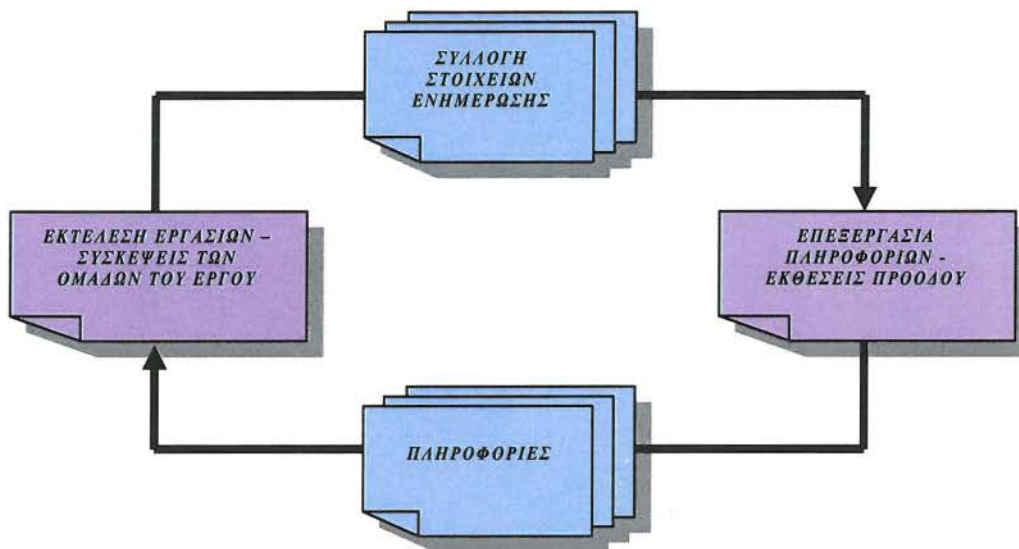 ΣΥΛΛΟΓΗ
ΣΤΟΙΧΕΙΩΝ
ΕΝΗΜΕΡΩΣΗΣ
ΕΚΤΕΛΕΣΗ ΕΡΓΑΣΙΩΝ –
ΣΥΣΚΕΨΕΙΣ ΤΩΝ
ΟΜΑΔΩΝ ΤΟΥ ΕΡΓΟΥ
ΕΠΕΞΕΡΓΑΣΙΑ
ΠΛΗΡΟΦΟΡΙΩΝ -
ΕΚΘΕΣΕΙΣ ΠΡΟΟΔΟΥ
ΠΛΗΡΟΦΟΡΙΕΣ